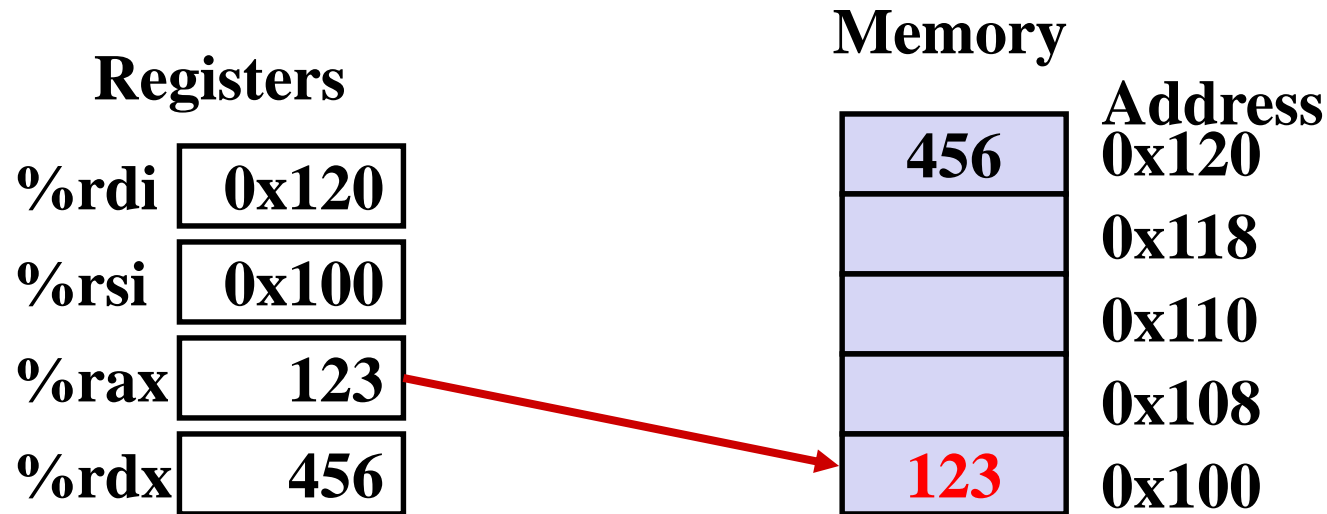 Registers
%rdi 0x120
%rsi 0x100
%rax 123
%rdx 456
Memory
Address
456 0x120
0x118
0x110
0x108
123 0x100